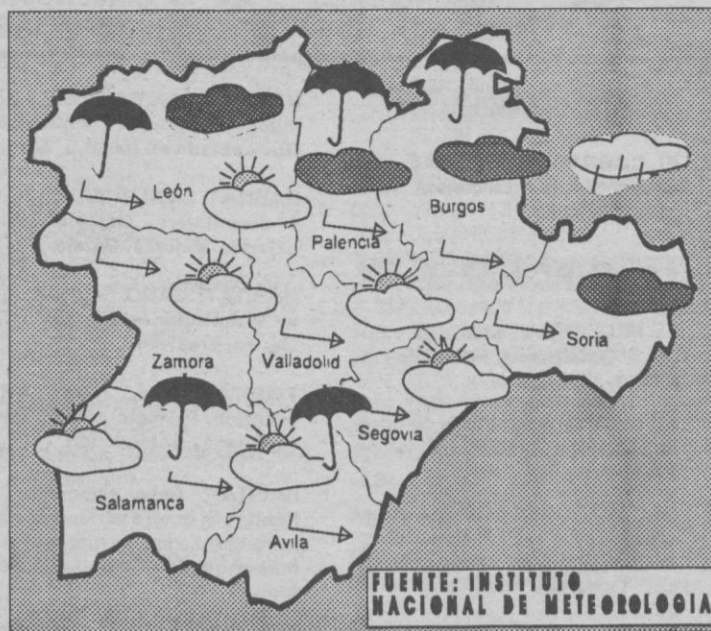 León
Burgos
Palencia
Soria
Zamora
Valladolid
Segovia
Salamanca
Avila
FUENTE: INSTITUTO
NACIONAL DE METEOROLOGIA